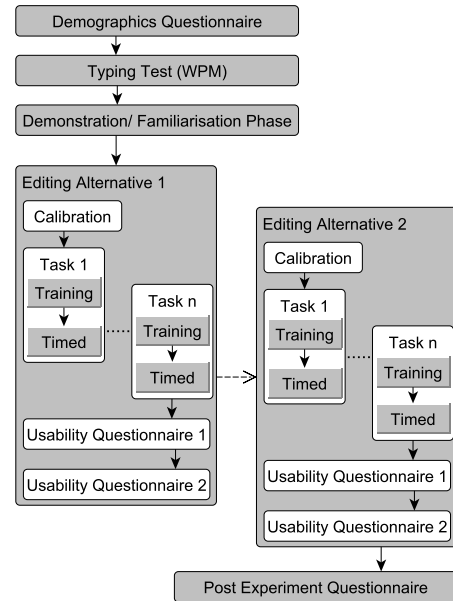 Demographics Questionnaire
Typing Test (WPM)
Demonstration/ Familiarisation Phase
Editing Alternative 1
Calibration
Task 1
Training
Timed
Task n
Training
Timed
Usability Questionnaire 1
Usability Questionnaire 2
Editing Alternative 2
Calibration
Task 1
Training
Timed
Task n
Training
Timed
Usability Questionnaire 1
Usability Questionnaire 2
Post Experiment Questionnaire